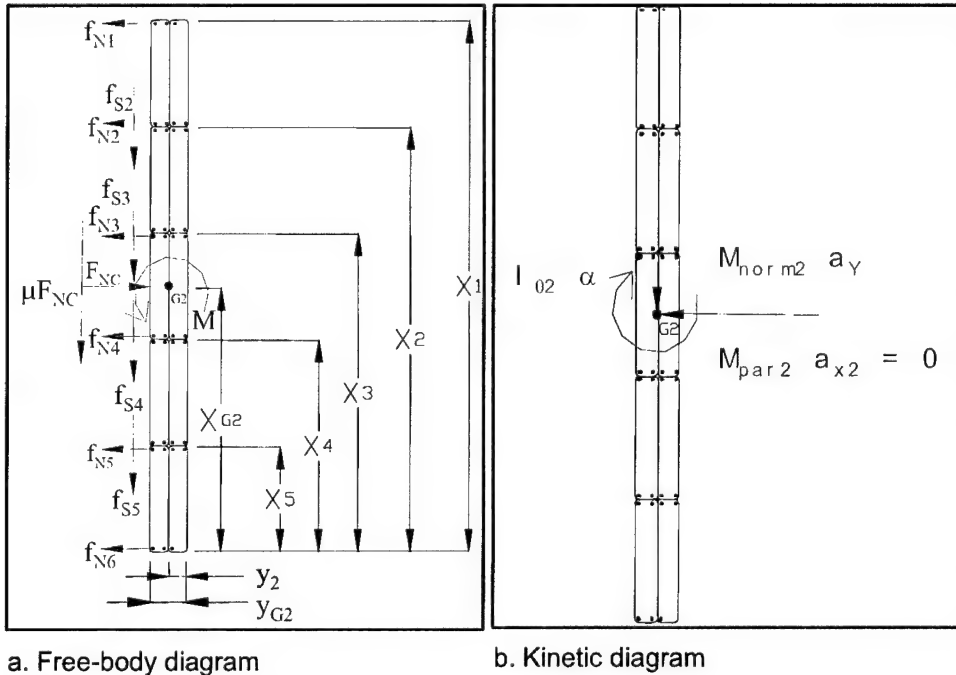 f_N1
f_S2
f_N2
f_S3
f_N3
F_NC
μF_NC
G2
M
f_N4
f_S4
f_N5
f_S5
f_N6
X1
X2
X3
X_G2
X4
X5
y_2
y_G2
I_02 α
M_norm2 a_Y
G2
M_par2 a_x2 = 0
a. Free-body diagram
b. Kinetic diagram